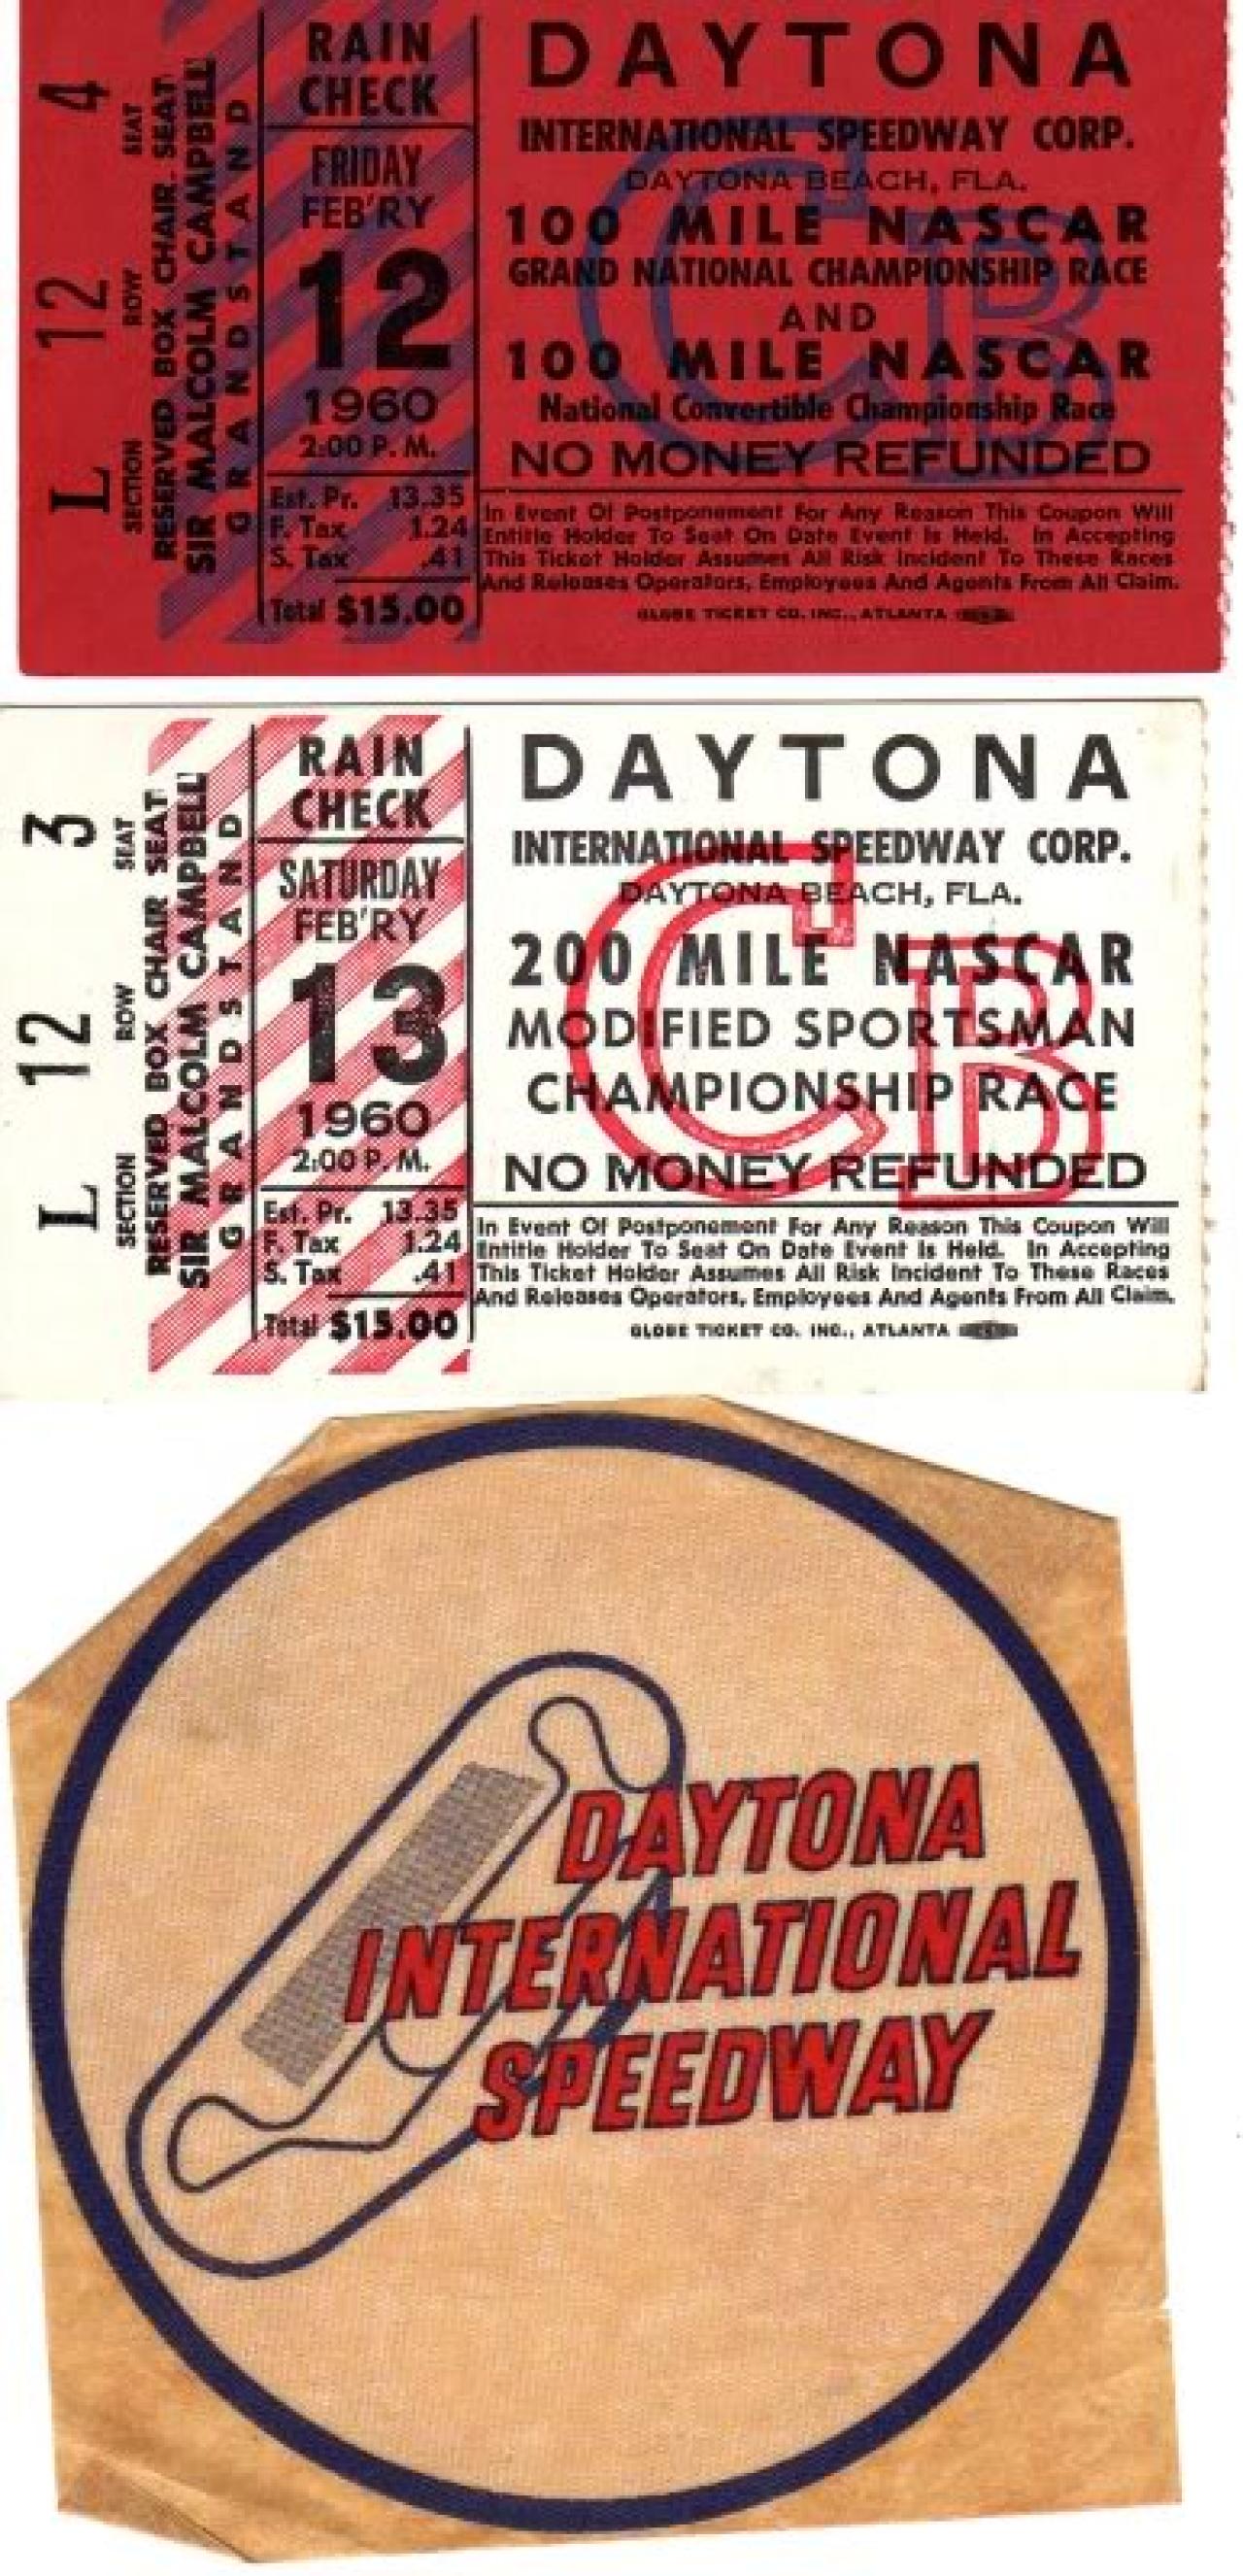 4
SEAT
12
ROW
L
SECTION
RESERVED BOX CHAIR SEAT
SIR MALCOLM CAMPBELL
GRANDSTAND
RAIN
CHECK
FRIDAY
FEB'RY
12
1960
2:00 P. M.
Est. Pr. 13.35
F. Tax 1.24
S. Tax .41
Total $15.00
DAYTONA
INTERNATIONAL SPEEDWAY CORP.
DAYTONA BEACH, FLA.
100 MILE NASCAR
GRAND NATIONAL CHAMPIONSHIP RACE
AND
100 MILE NASCAR
National Convertible Championship Race
NO MONEY REFUNDED
CB
In Event Of Postponement For Any Reason This Coupon Will
Entitle Holder To Seat On Date Event Is Held. In Accepting
This Ticket Holder Assumes All Risk Incident To These Races
And Releases Operators, Employees And Agents From All Claim.
GLOBE TICKET CO. INC., ATLANTA
3
SEAT
12
ROW
L
SECTION
RESERVED BOX CHAIR SEAT
SIR MALCOLM CAMPBELL
GRANDSTAND
RAIN
CHECK
SATURDAY
FEB'RY
13
1960
2:00 P. M.
Est. Pr. 13.35
F. Tax 1.24
S. Tax .41
Total $15.00
DAYTONA
INTERNATIONAL SPEEDWAY CORP.
DAYTONA BEACH, FLA.
200 MILE NASCAR
MODIFIED SPORTSMAN
CHAMPIONSHIP RACE
NO MONEY REFUNDED
CB
In Event Of Postponement For Any Reason This Coupon Will
Entitle Holder To Seat On Date Event Is Held. In Accepting
This Ticket Holder Assumes All Risk Incident To These Races
And Releases Operators, Employees And Agents From All Claim.
GLOBE TICKET CO. INC., ATLANTA
DAYTONA
INTERNATIONAL
SPEEDWAY